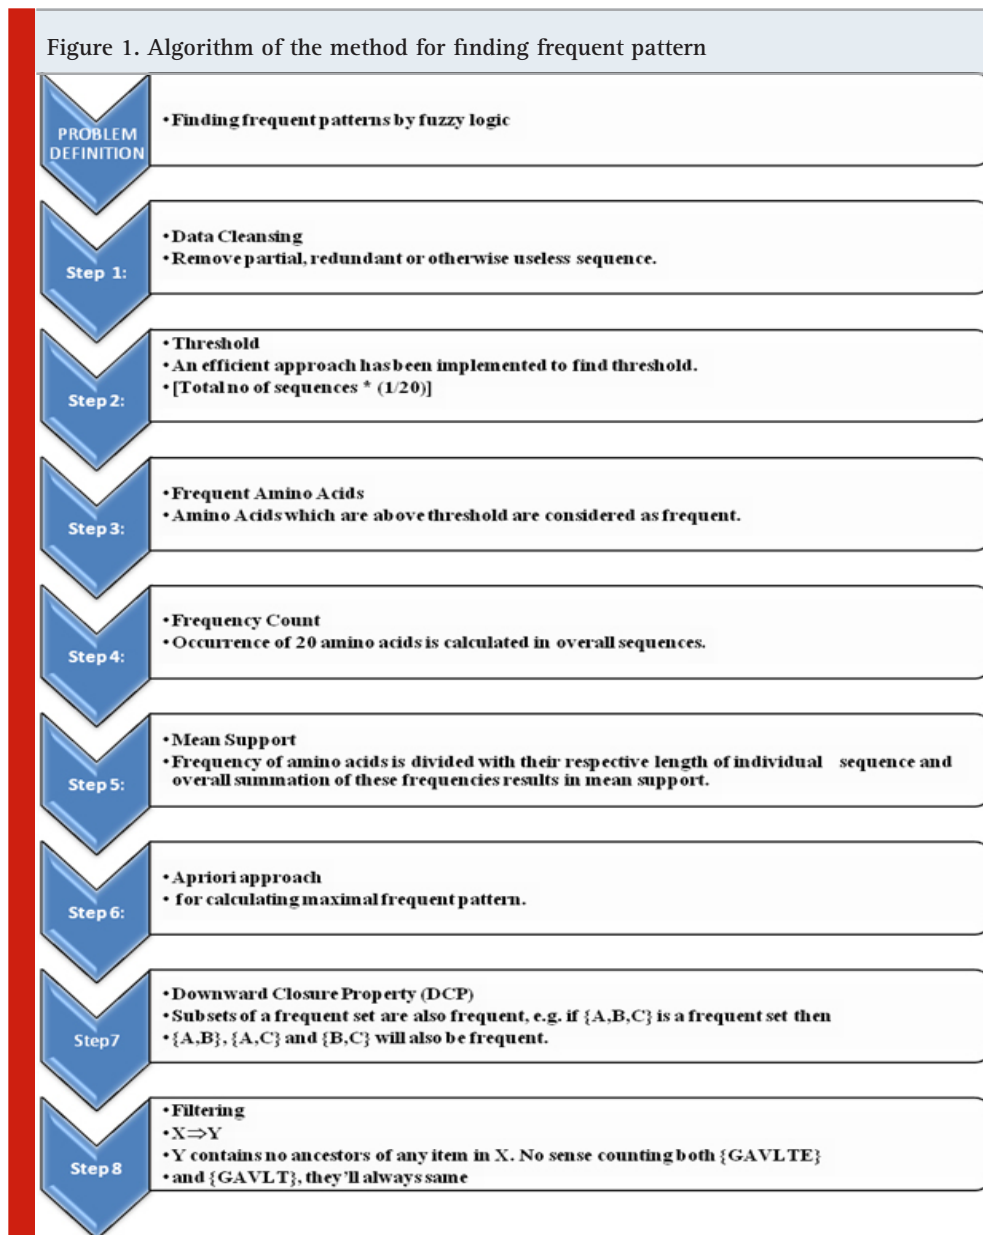 Figure 1. Algorithm of the method for finding frequent pattern
PROBLEM
DEFINITION
• Finding frequent patterns by fuzzy logic
Step 1:
• Data Cleansing
• Remove partial, redundant or otherwise useless sequence.
Step 2:
• Threshold
• An efficient approach has been implemented to find threshold.
• [Total no of sequences * (1/20)]
Step 3:
• Frequent Amino Acids
• Amino Acids which are above threshold are considered as frequent.
Step 4:
• Frequency Count
• Occurrence of 20 amino acids is calculated in overall sequences.
Step 5:
• Mean Support
• Frequency of amino acids is divided with their respective length of individual sequence and
overall summation of these frequencies results in mean support.
Step 6:
• Apriori approach
• for calculating maximal frequent pattern.
Step7
• Downward Closure Property (DCP)
• Subsets of a frequent set are also frequent, e.g. if {A,B,C} is a frequent set then
• {A,B}, {A,C} and {B,C} will also be frequent.
Step 8
• Filtering
• X⇒Y
• Y contains no ancestors of any item in X. No sense counting both {GAVLTE}
• and {GAVLT}, they'll always same